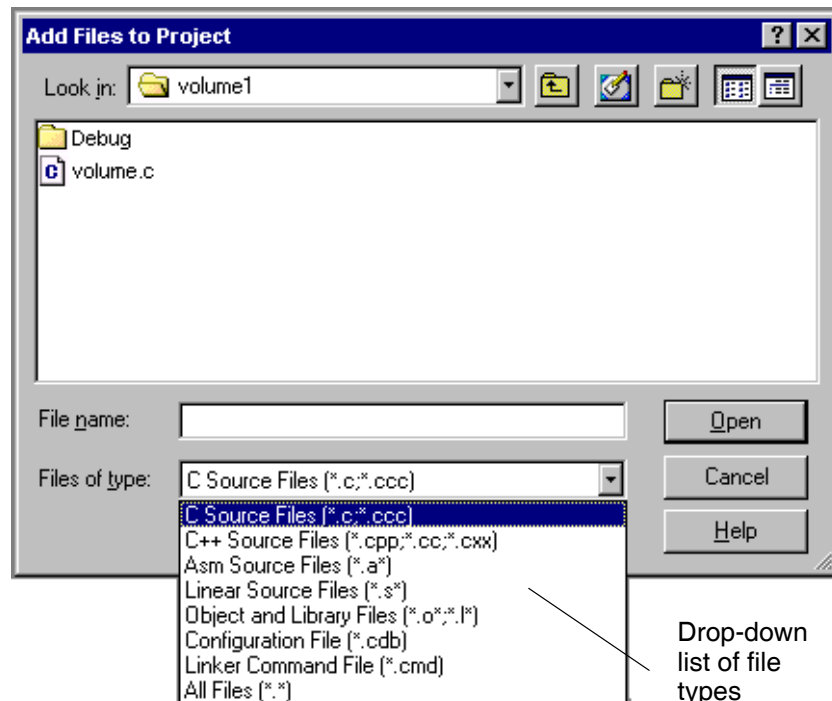 Add Files to Project
Look in: volume1
Debug
volume.c
File name:
Open
Files of type: C Source Files (*.c;*.ccc)
Cancel
C Source Files (*.c;*.ccc)
C++ Source Files (*.cpp;*.cc;*.cxx)
Asm Source Files (*.a*)
Linear Source Files (*.s*)
Object and Library Files (*.o*;*.l*)
Configuration File (*.cdb)
Linker Command File (*.cmd)
All Files (*.*)
Help
Drop-down
list of file
types